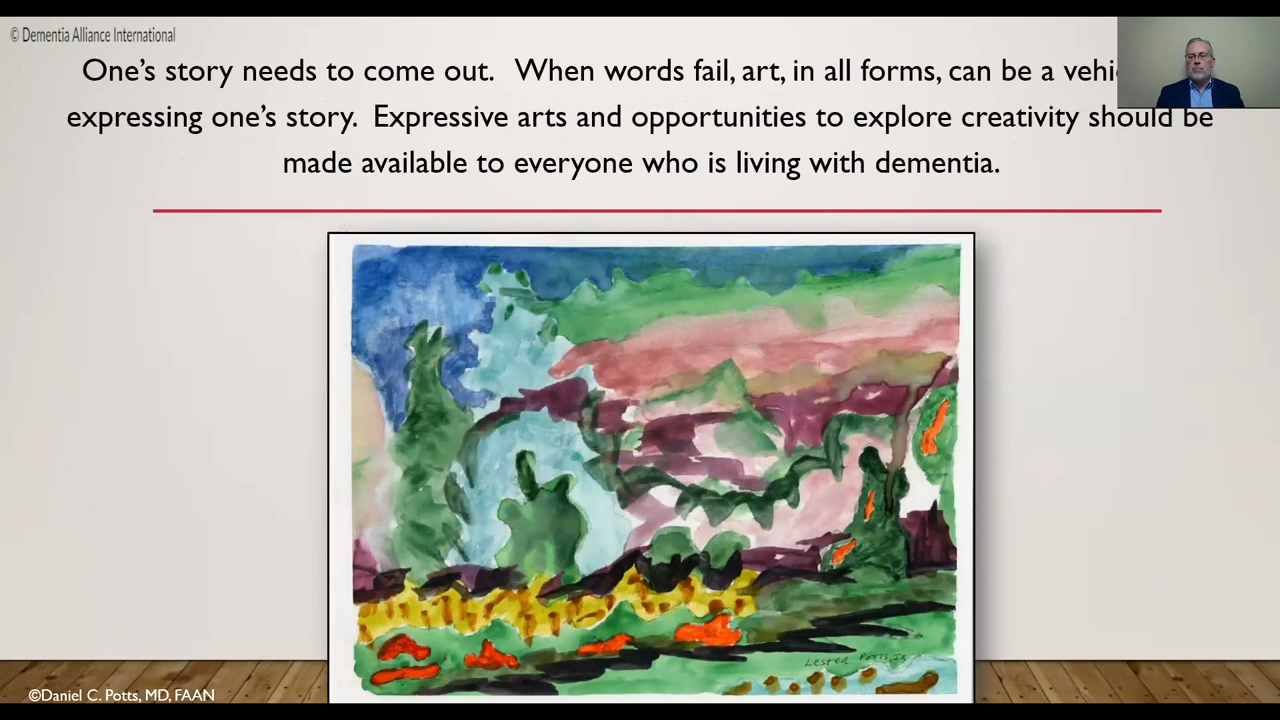 © Dementia Alliance International
One's story needs to come out. When words fail, art, in all forms, can be a
expressing one's story. Expressive arts and opportunities to explore creativity should be
made available to everyone who is living with dementia.
LESTER POTTS, JR
©Daniel C. Potts, MD, FAAN